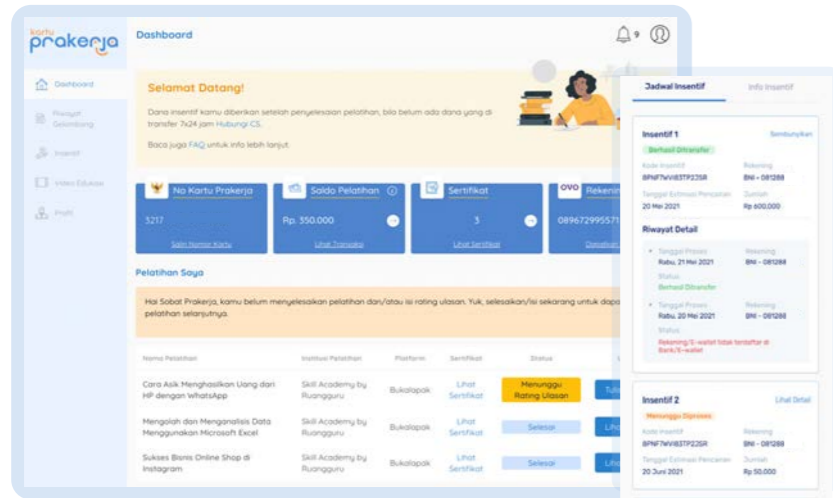 kartu
prakerja
Dashboard
9
Dashboard
Riwayat
Gelombang
Insentif
Video Edukasi
Profil
Selamat Datang!
Dana insentif kamu diberikan setelah penyelesaian pelatihan, bila belum ada dana yang di
transfer 7x24 jam Hubungi CS.
Baca juga FAQ untuk info lebih lanjut.
No Kartu Prakerja
3217
Salin Nomor Kartu
Saldo Pelatihan
Rp. 350.000
Lihat Transaksi
Sertifikat
3
Lihat Sertifikat
OVO
089672995571
Pelatihan Saya
Hai Sobat Prakerja, kamu belum menyelesaikan pelatihan dan/atau isi rating ulasan. Yuk, selesaikan/isi sekarang untuk
pelatihan selanjutnya.
Nama Pelatihan Institusi Pelatihan Platform Sertifikat Status
Cara Asik Menghasilkan Uang dari
HP dengan WhatsApp
Skill Academy by
Ruangguru
Bukalapak
Lihat
Sertifikat
Menunggu
Rating Ulasan
Mengolah dan Menganalisis Data
Menggunakan Microsoft Excel
Skill Academy by
Ruangguru
Bukalapak
Lihat
Sertifikat
Selesai
Sukses Bisnis Online Shop di
Instagram
Skill Academy by
Ruangguru
Bukalapak
Lihat
Sertifikat
Selesai
Jadwal Insentif Info Insentif
Insentif 1 Sembunyikan
Berhasil Ditransfer
Kode Insentif Rekening
BNI - 081288
Tanggal Estimasi Pencairan Jumlah
20 Mei 2021 Rp 600,000
Riwayat Detail
Tanggal Proses Rekening
Rabu, 21 Mei 2021 BNI - 081288
Status
Berhasil Ditransfer
Tanggal Proses Rekening
Rabu, 20 Mei 2021 BNI - 081288
Status
Rekening/E-wallet tidak terdaftar di
Bank/E-wallet
Insentif 2 Lihat Detail
Menunggu Diproses
Kode Insentif Rekening
BNI - 081288
Tanggal Estimasi Pencairan Jumlah
20 Juni 2021 Rp 50.000